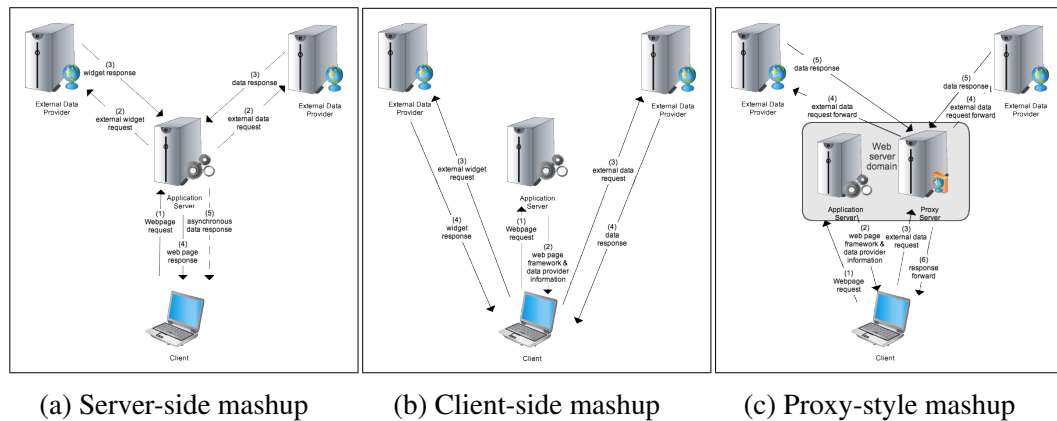 (3)
widget response
(3)
data response
External Data
Provider
(2)
external widget
request
(2)
external data
request
External Data
Provider
Application
Server
(1)
Webpage
request
(4)
web page
response
(5)
asynchronous
data response
Client
(a) Server-side mashup
External Data
Provider
External Data
Provider
Application
Server
(3)
external widget
request
(3)
external data
request
(4)
widget
response
(1)
Webpage
request
(2)
web page
framework &
data provider
information
(4)
data
response
Client
(b) Client-side mashup
(5)
data response
(5)
data response
External Data
Provider
(4)
external data
request forward
(4)
external data
request forward
External Data
Provider
Web
server
domain
Application
Server
Proxy
Server
(1)
Webpage
request
(2)
web page
framework &
data provider
information
(3)
external data
request
(6)
response
forward
Client
(c) Proxy-style mashup